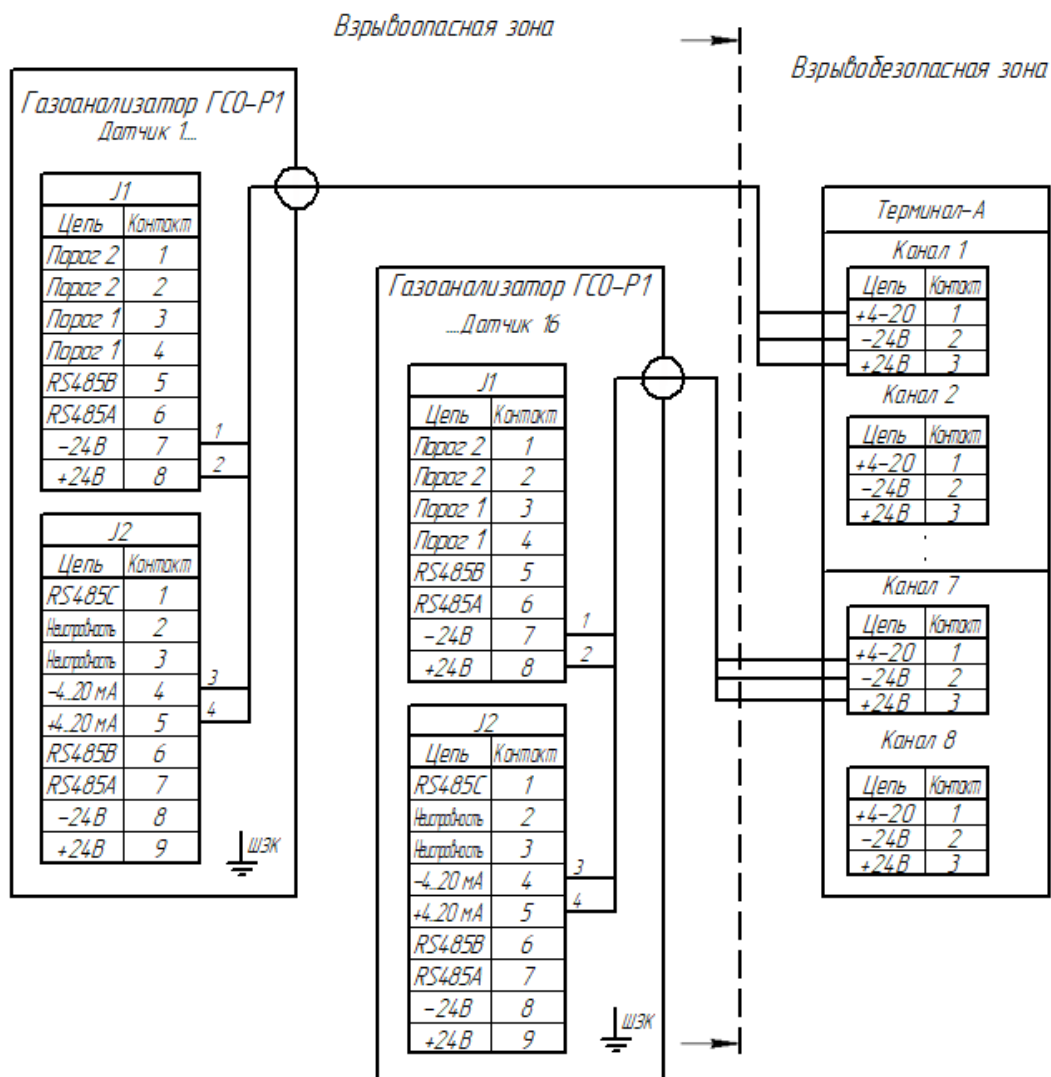 Взрывоопасная зона
Взрывобезопасная зона
Газоанализатор ГСО-Р1
Датчик 1...
J1
Цепь Контакт
Порог 2 1
Порог 2 2
Порог 1 3
Порог 1 4
RS485B 5
RS485A 6
-24В 7 1
+24В 8 2
J2
Цепь Контакт
RS485C 1
Неисправность 2
Неисправность 3
-4..20 мА 4 3
+4..20 мА 5 4
RS485B 6
RS485A 7
-24В 8
+24В 9
ШЗК
Газоанализатор ГСО-Р1
....Датчик 16
J1
Цепь Контакт
Порог 2 1
Порог 2 2
Порог 1 3
Порог 1 4
RS485B 5
RS485A 6
-24В 7 1
+24В 8 2
J2
Цепь Контакт
RS485C 1
Неисправность 2
Неисправность 3
-4..20 мА 4 3
+4..20 мА 5 4
RS485B 6
RS485A 7
-24В 8
+24В 9
ШЗК
Терминал-А
Канал 1
Цепь Контакт
+4-20 1
-24В 2
+24В 3
Канал 2
Цепь Контакт
+4-20 1
-24В 2
+24В 3
:
Канал 7
Цепь Контакт
+4-20 1
-24В 2
+24В 3
Канал 8
Цепь Контакт
+4-20 1
-24В 2
+24В 3